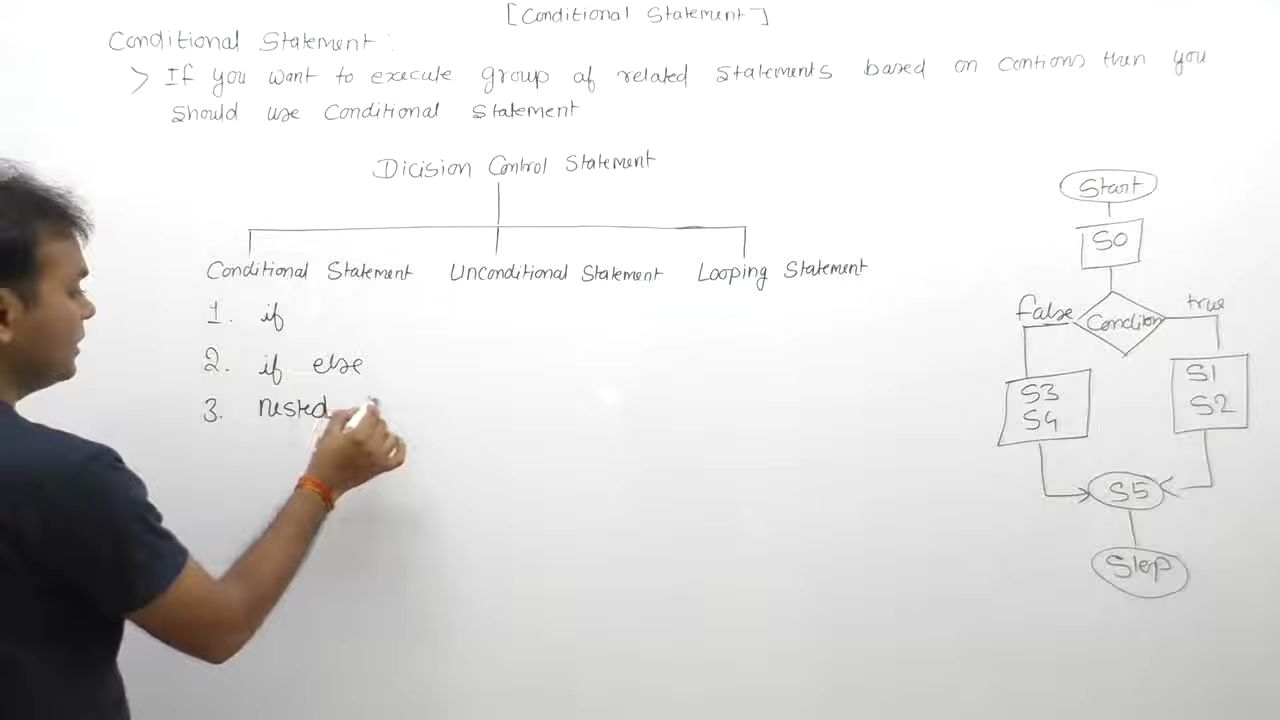 [Conditional Statement]
Conditional Statement:
> If you want to execute group of related statements based on contions then you
should use Conditional Statement
Dicision Control Statement
Conditional Statement Unconditional Statement Looping Statement
1. if
2. if else
3. nested
Start
S0
Condition
false
true
S3
S4
S1
S2
S5
Stop